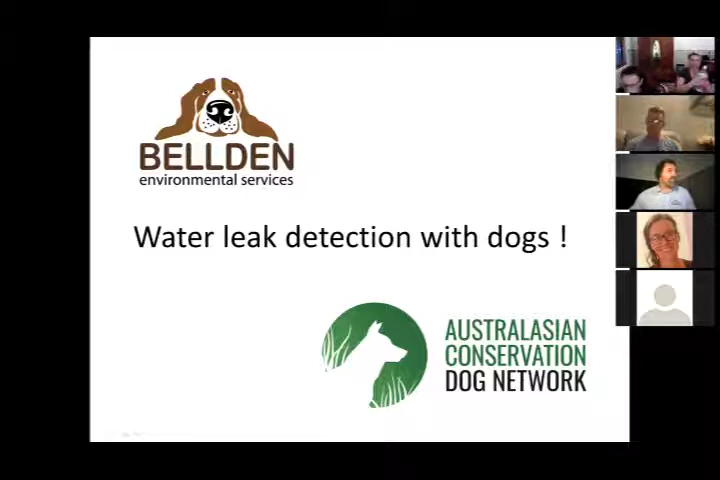 BELLDEN
environmental services
Water leak detection with dogs !
AUSTRALASIAN
CONSERVATION
DOG NETWORK